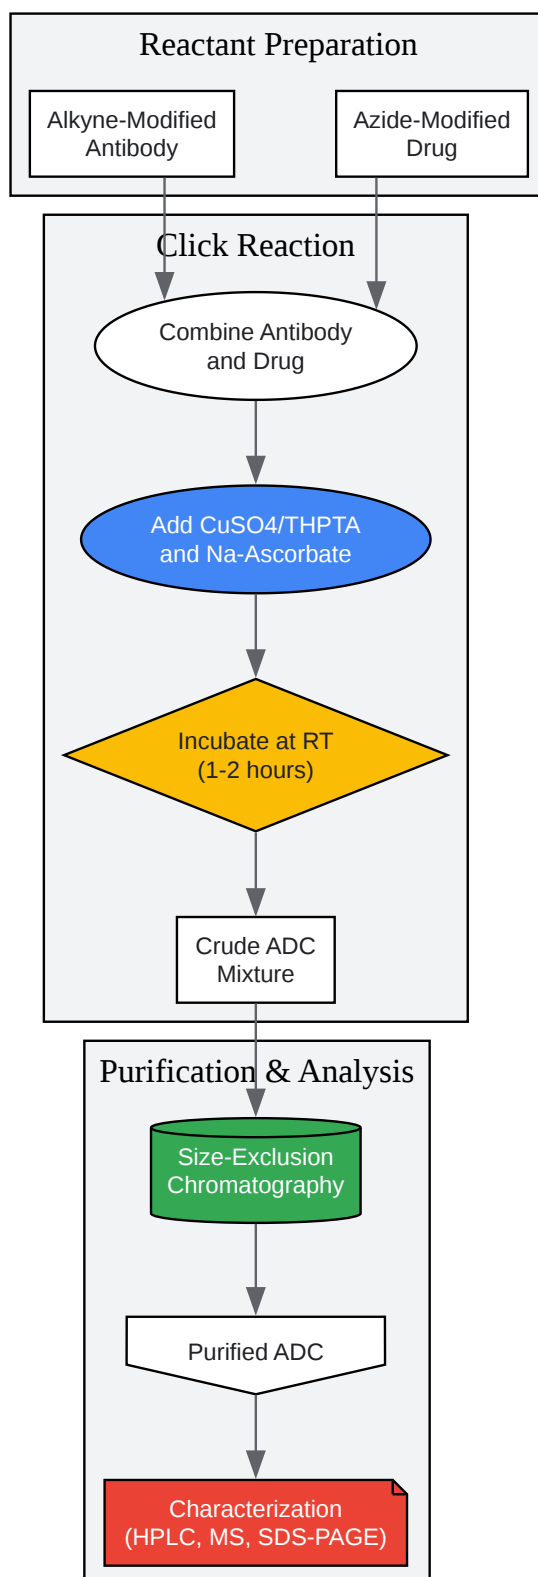 Reactant Preparation
Alkyne-Modified
Antibody
Azide-Modified
Drug
Click Reaction
Combine Antibody
and Drug
Add CuSO4/THPTA
and Na-Ascorbate
Incubate at RT
(1-2 hours)
Crude ADC
Mixture
Purification & Analysis
Size-Exclusion
Chromatography
Purified ADC
Characterization
(HPLC, MS, SDS-PAGE)